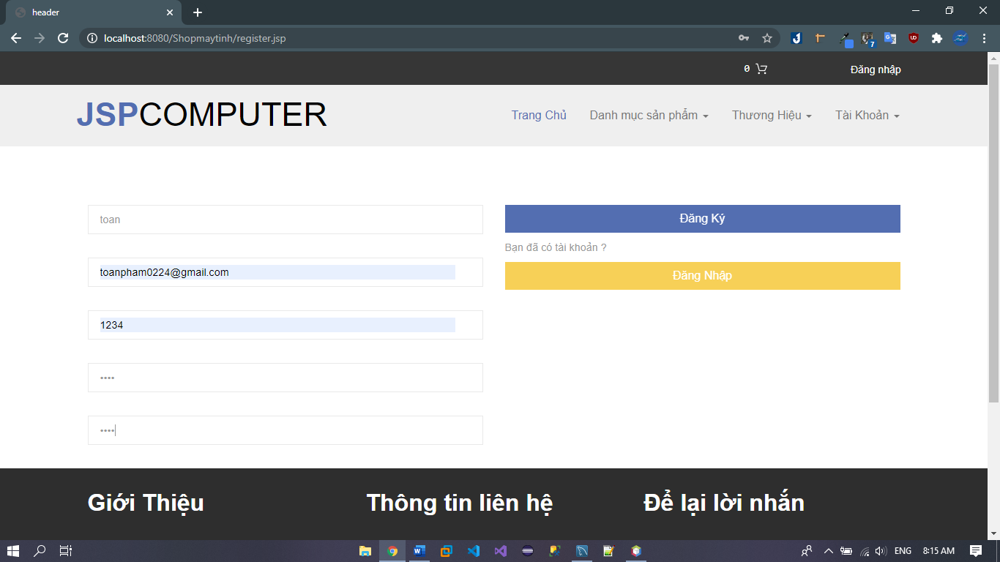 header
localhost:8080/Shopmaytinh/register.jsp
7
0
Đăng nhập
JSPCOMPUTER
Trang Chủ
Danh mục sản phẩm
Thương Hiệu
Tài Khoản
toan
Đăng Ký
Bạn đã có tài khoản ?
toanpham0224@gmail.com
Đăng Nhập
1234
••••
••••
Giới Thiệu
Thông tin liên hệ
Để lại lời nhắn
ENG
8:15 AM